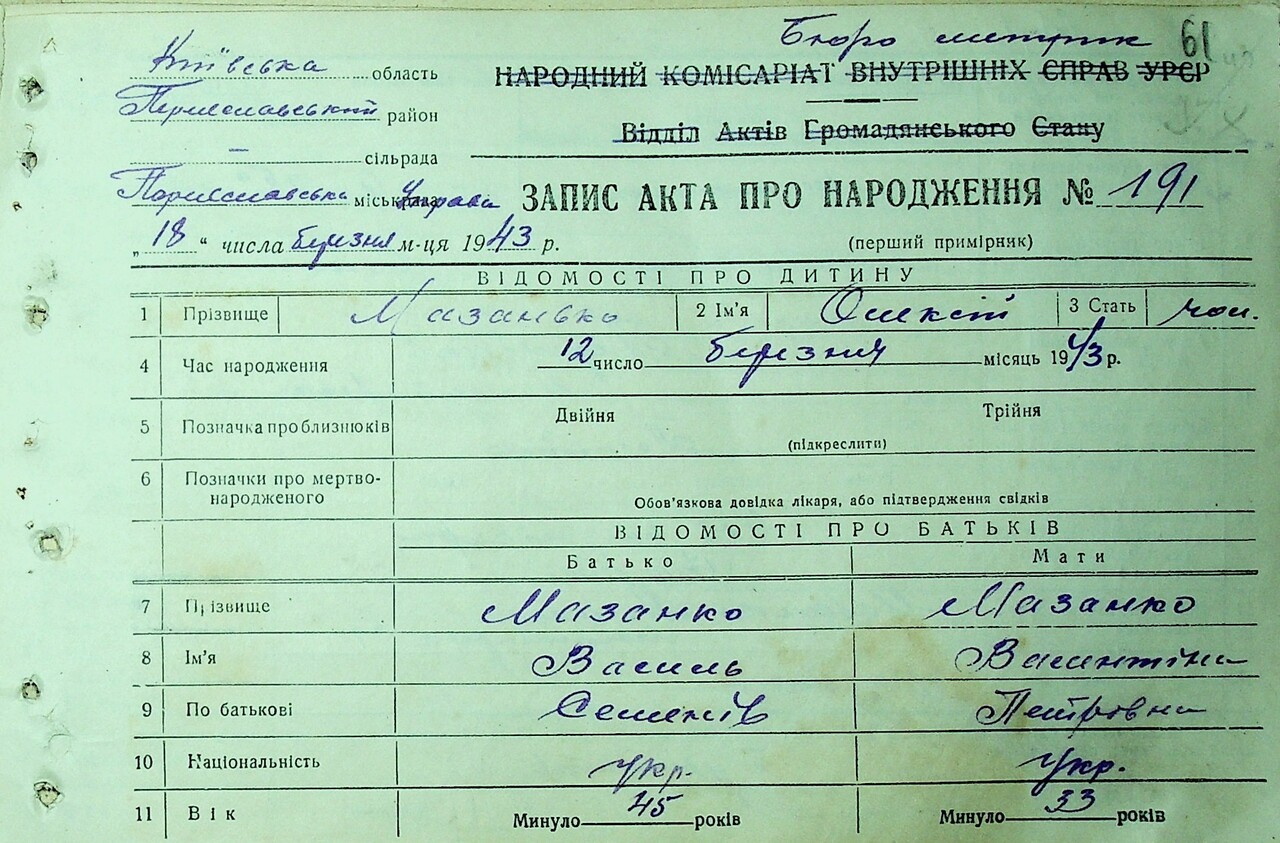 Бюро метрик 61
Київська область
НАРОДНИЙ КОМІСАРІАТ ВНУТРІШНІХ СПРАВ УРСР
Переяславський район
Відділ Актів Громадянського Стану
— сільрада
Переяславська міськрада Управа
ЗАПИС АКТА ПРО НАРОДЖЕННЯ № 191
„18“ числа березня м-ця 1943 р.
(перший примірник)
ВІДОМОСТІ ПРО ДИТИНУ
1 Прізвище Мазанько 2 Ім'я Олексій 3 Стать чол.
4 Час народження 12 число березня місяць 1943 р.
5 Позначка про близнюків Двійня Трійня
(підкреслити)
6 Позначки про мертво-
народженого
Обов'язкова довідка лікаря, або підтвердження свідків
ВІДОМОСТІ ПРО БАТЬКІВ
Батько Мати
7 Прізвище Мазанко Мазанко
8 Ім'я Василь Валентіна
9 По батькові Семенів Петровна
10 Національність укр. укр.
11 Вік Минуло 45 років Минуло 33 років